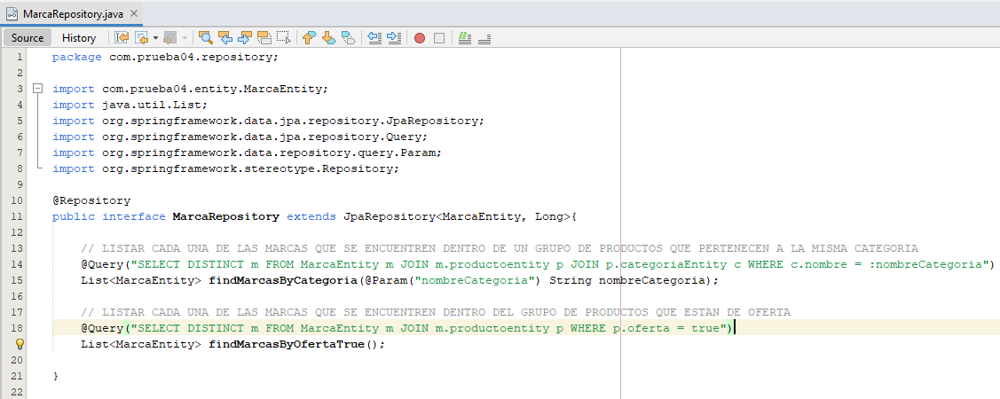 MarcaRepository.java
Source History
1 package com.prueba04.repository;
2
3 import com.prueba04.entity.MarcaEntity;
4 import java.util.List;
5 import org.springframework.data.jpa.repository.JpaRepository;
6 import org.springframework.data.jpa.repository.Query;
7 import org.springframework.data.repository.query.Param;
8 import org.springframework.stereotype.Repository;
9
10 @Repository
11 public interface MarcaRepository extends JpaRepository<MarcaEntity, Long>{
12
13 // LISTAR CADA UNA DE LAS MARCAS QUE SE ENCUENTREN DENTRO DE UN GRUPO DE PRODUCTOS QUE PERTENECEN A LA MISMA CATEGORIA
14 @Query("SELECT DISTINCT m FROM MarcaEntity m JOIN m.productoentity p JOIN p.categoriaEntity c WHERE c.nombre = :nombreCategoria")
15 List<MarcaEntity> findMarcasByCategoria(@Param("nombreCategoria") String nombreCategoria);
16
17 // LISTAR CADA UNA DE LAS MARCAS QUE SE ENCUENTREN DENTRO DEL GRUPO DE PRODUCTOS QUE ESTAN DE OFERTA
18 @Query("SELECT DISTINCT m FROM MarcaEntity m JOIN m.productoentity p WHERE p.oferta = true")
List<MarcaEntity> findMarcasByOfertaTrue();
20
21 }
22